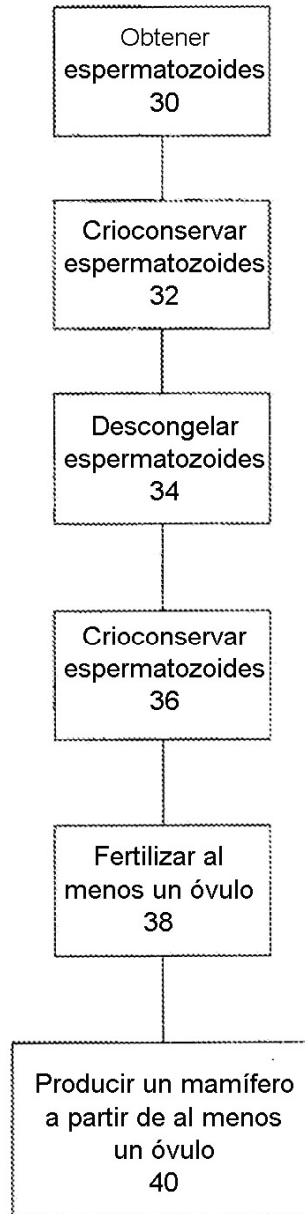 Obtener
espermatozoides
30
Crioconservar
espermatozoides
32
Descongelar
espermatozoides
34
Crioconservar
espermatozoides
36
Fertilizar al
menos un óvulo
38
Producir un mamífero
a partir de al menos
un óvulo
40